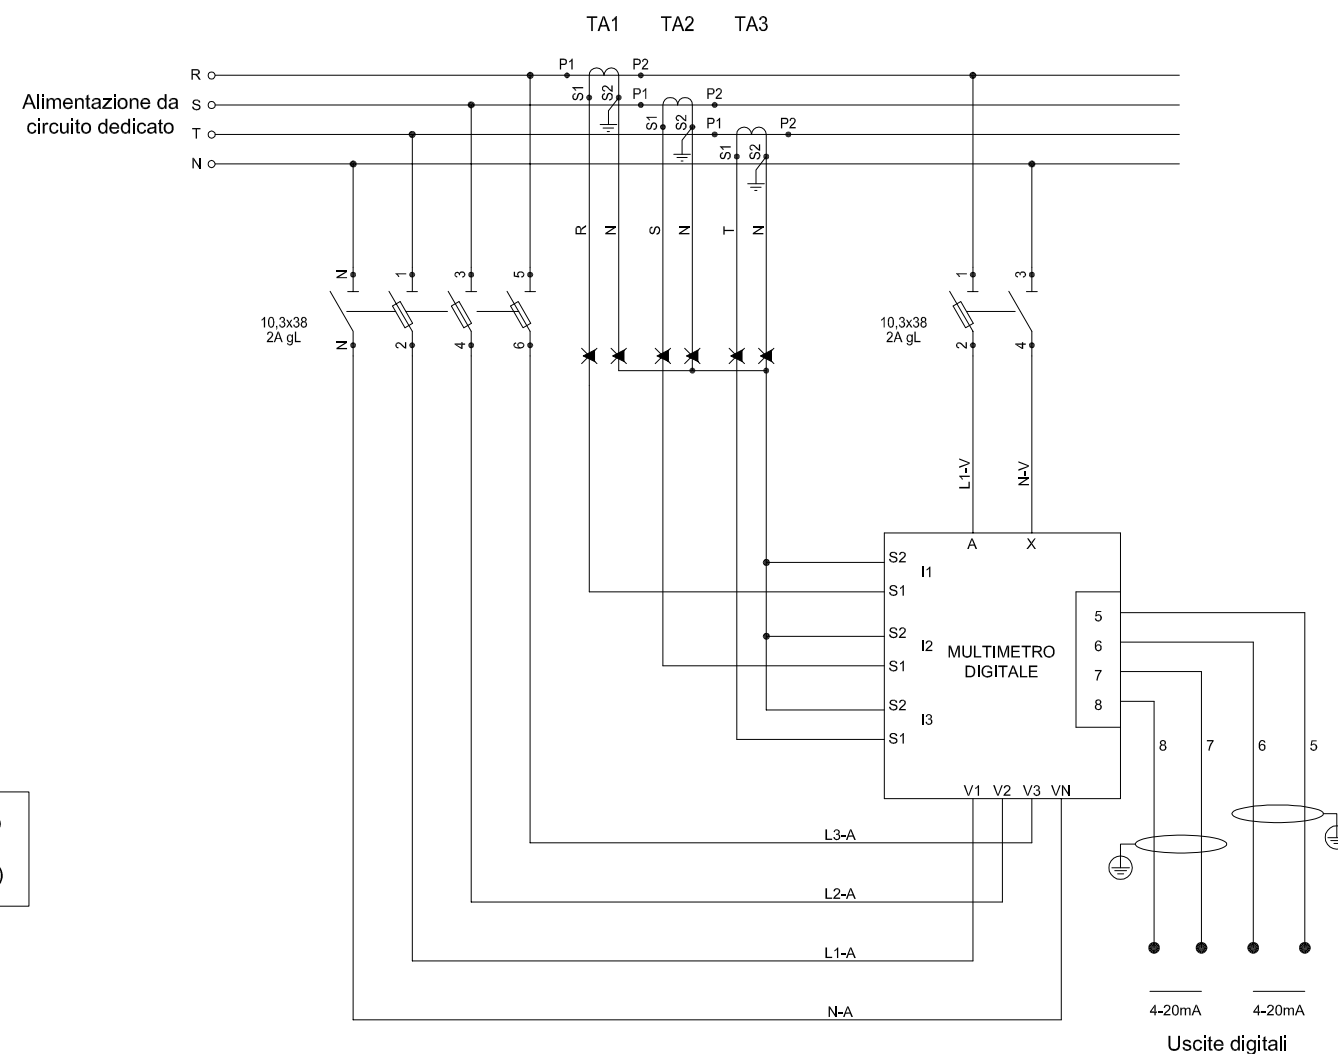 TA1 TA2 TA3
P1 P2
R
S1 S2
P1 P2
Alimentazione da
circuito dedicato
S
S1 S2
P1 P2
T
S1 S2
N
R N S N T N
N 1 3 5
1 3
10,3x38
2A gL
10,3x38
2A gL
N 2 4 6
2 4
L1-V N-V
A X
S2
I1
S1
S2
I2
S1
S2
I3
S1
MULTIMETRO
DIGITALE
5
6
7
8
8 7 6 5
V1 V2 V3 VN
L3-A
L2-A
L1-A
N-A
4-20mA 4-20mA
Uscite digitali